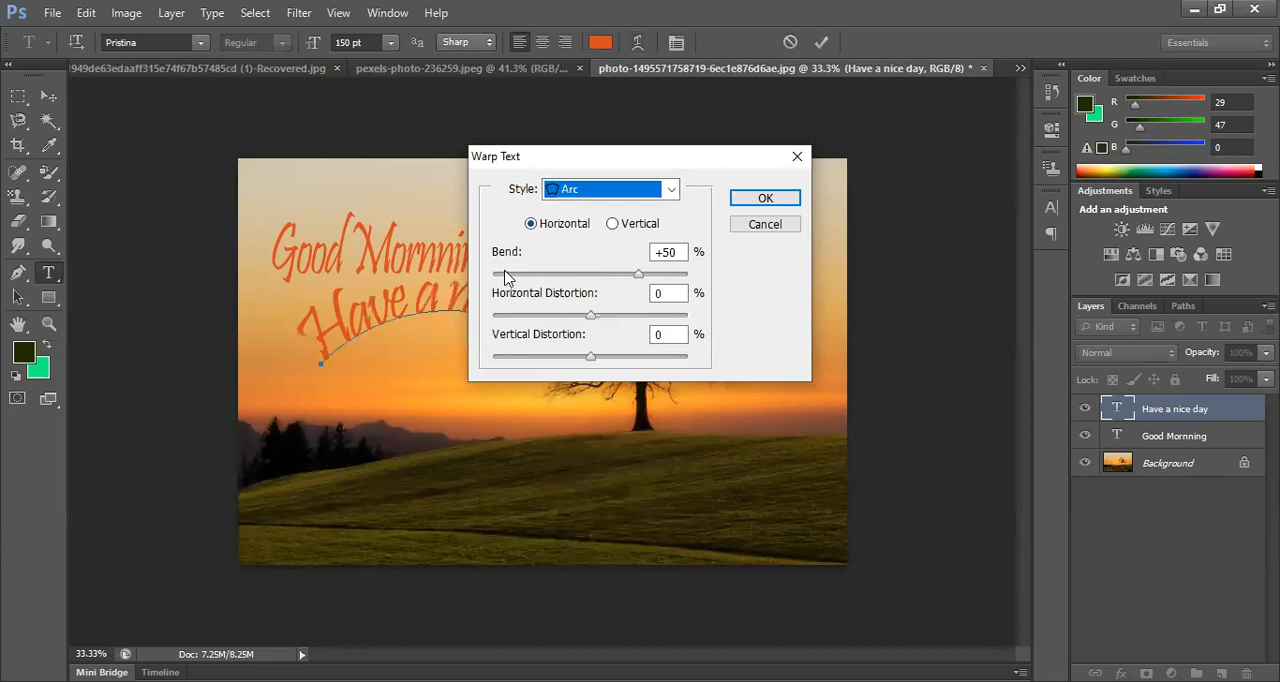 Ps File Edit Image Layer Type Select Filter View Window Help
T Pristina Regular 150 pt Sharp Essentials
949de63edaaff315e74f67b57485cd (1)-Recovered.jpg × pexels-photo-236259.jpeg @ 41.3% (RGB/... × photo-1495571758719-6ec1e876d6ae.jpg @ 33.3% (Have a nice day, RGB/8) * ×
Color Swatches
R 29
G 47
B 0
Adjustments Styles
Add an adjustment
Good Mornnin
Have a n
Warp Text
Style: Arc
OK
Horizontal Vertical
Cancel
Bend: +50 %
Horizontal Distortion: 0 %
Vertical Distortion: 0 %
Layers Channels Paths
Kind
Normal Opacity: 100%
Lock: Fill: 100%
T Have a nice day
T Good Mornning
Background
33.33% Doc: 7.25M/8.25M
Mini Bridge Timeline